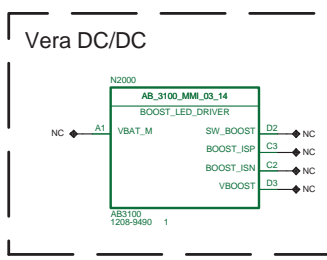 Vera DC/DC
N2000
AB_3100_MMI_03_14
BOOST_LED_DRIVER
NC A1 VBAT_M SW_BOOST D2 NC
BOOST_ISP C3 NC
BOOST_ISN C2 NC
VBOOST D3 NC
AB3100
1208-9490 1